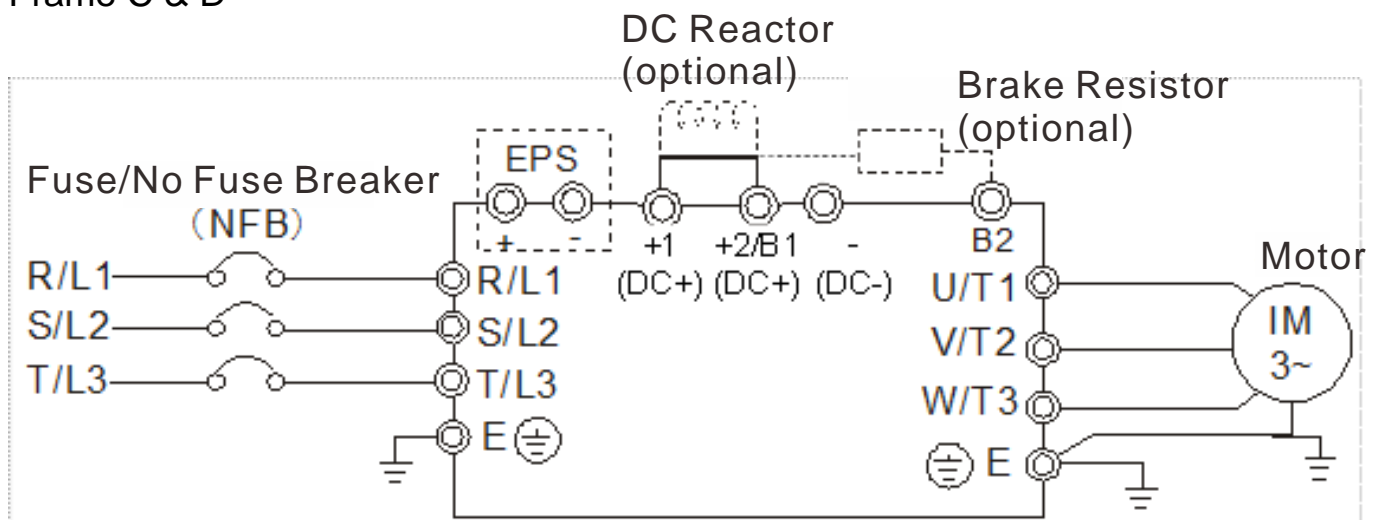 Frame C & D
DC Reactor
(optional)
Brake Resistor
(optional)
EPS
+ -
Fuse/No Fuse Breaker
(NFB)
+1 +2/B1 - B2
(DC+) (DC+) (DC-)
R/L1 R/L1
S/L2 S/L2
T/L3 T/L3
E
U/T1
V/T2
W/T3
E
Motor
IM
3~